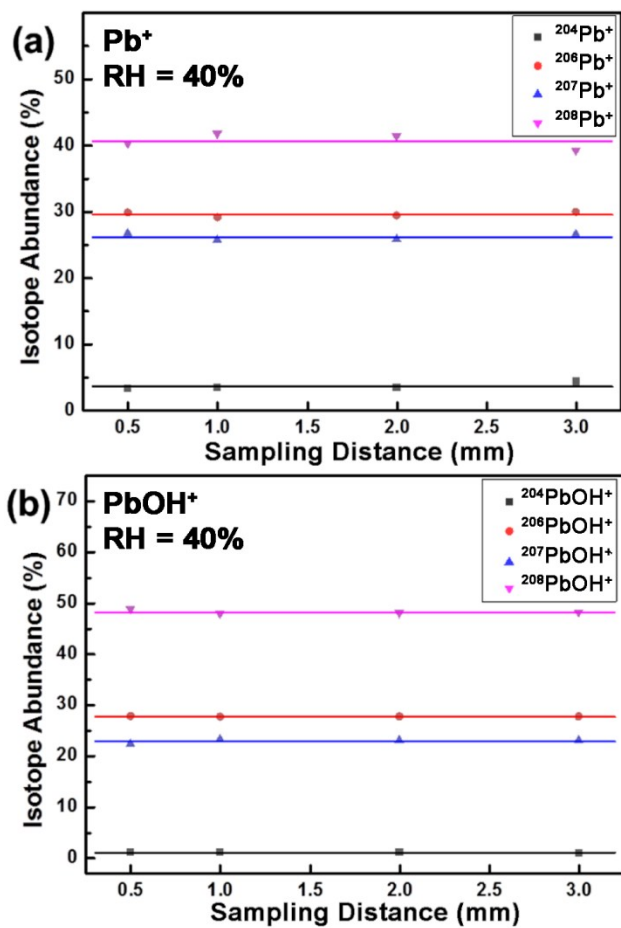 (a)
Pb⁺
RH = 40%
²⁰⁴Pb⁺
²⁰⁶Pb⁺
²⁰⁷Pb⁺
²⁰⁸Pb⁺
Isotope Abundance (%)
50
40
30
20
10
0
0.5 1.0 1.5 2.0 2.5 3.0
Sampling Distance (mm)
(b)
PbOH⁺
RH = 40%
²⁰⁴PbOH⁺
²⁰⁶PbOH⁺
²⁰⁷PbOH⁺
²⁰⁸PbOH⁺
Isotope Abundance (%)
70
60
50
40
30
20
10
0
0.5 1.0 1.5 2.0 2.5 3.0
Sampling Distance (mm)